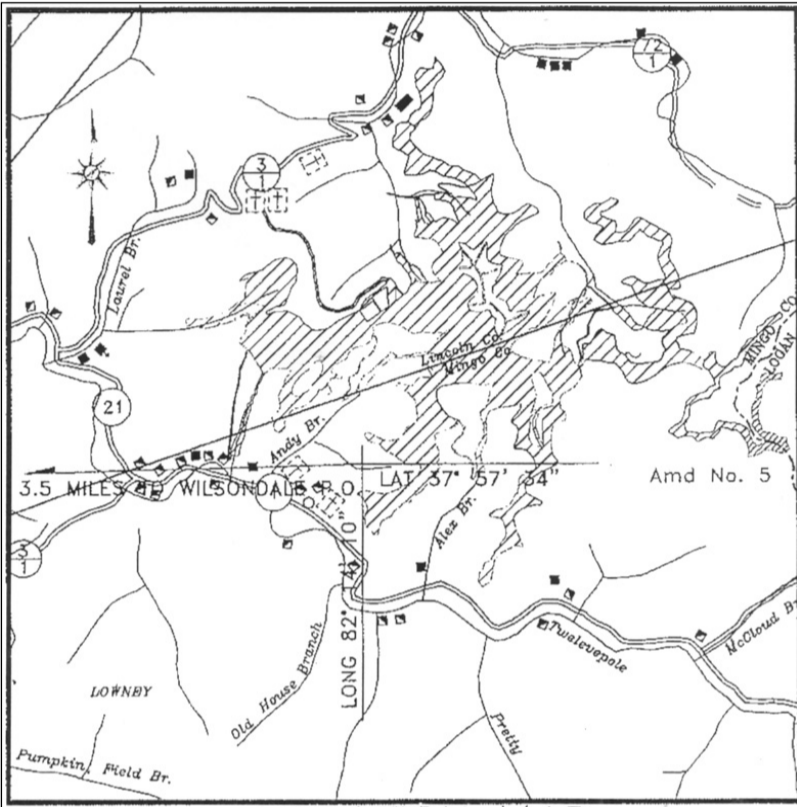 72
1
3
1
Laurel Br.
MINGO CO
LOGAN
Lincoln Co.
Mingo Co
21
Andy Br.
3.5 MILES TO WILSONDALE P.O.
LAT 37° 57' 34"
Amd No. 5
3
1
Alex Br.
LONG 82° 14' 10"
Old House Branch
Twelvepole
McCloud Br
LOWNEY
Pretty
Pumpkin Field Br.